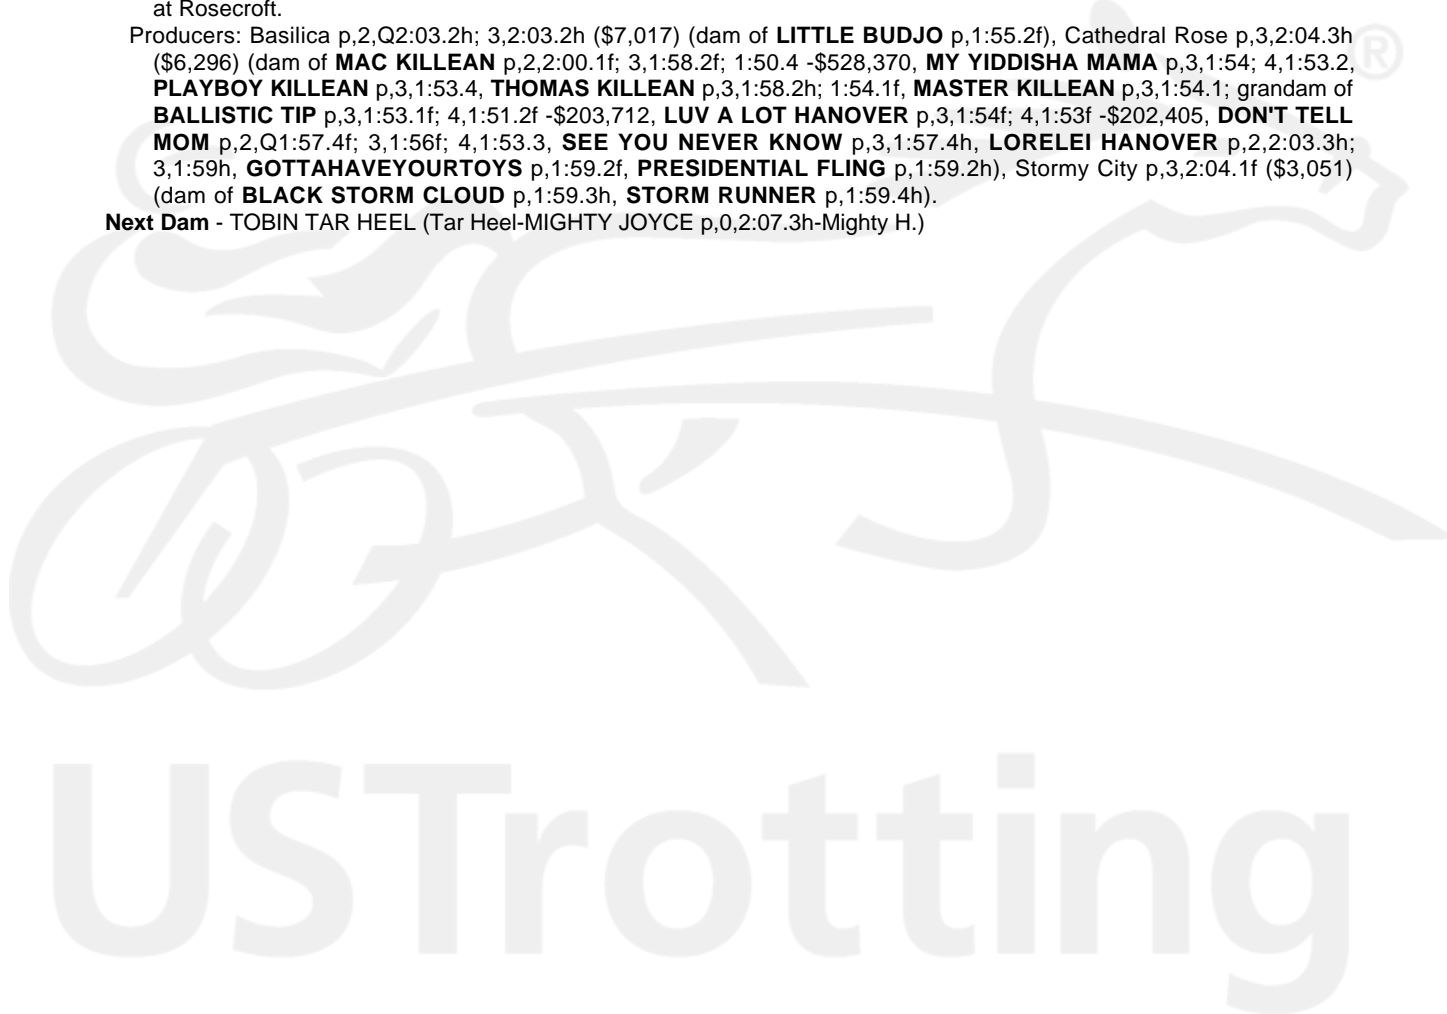 at Rosecroft.
Producers: Basilica p,2,Q2:03.2h; 3,2:03.2h ($7,017) (dam of LITTLE BUDJO p,1:55.2f), Cathedral Rose p,3,2:04.3h
($6,296) (dam of MAC KILLEAN p,2,2:00.1f; 3,1:58.2f; 1:50.4 -$528,370, MY YIDDISHA MAMA p,3,1:54; 4,1:53.2,
PLAYBOY KILLEAN p,3,1:53.4, THOMAS KILLEAN p,3,1:58.2h; 1:54.1f, MASTER KILLEAN p,3,1:54.1; grandam of
BALLISTIC TIP p,3,1:53.1f; 4,1:51.2f -$203,712, LUV A LOT HANOVER p,3,1:54f; 4,1:53f -$202,405, DON'T TELL
MOM p,2,Q1:57.4f; 3,1:56f; 4,1:53.3, SEE YOU NEVER KNOW p,3,1:57.4h, LORELEI HANOVER p,2,2:03.3h;
3,1:59h, GOTTAHAVEYOURTOYS p,1:59.2f, PRESIDENTIAL FLING p,1:59.2h), Stormy City p,3,2:04.1f ($3,051)
(dam of BLACK STORM CLOUD p,1:59.3h, STORM RUNNER p,1:59.4h).
Next Dam - TOBIN TAR HEEL (Tar Heel-MIGHTY JOYCE p,0,2:07.3h-Mighty H.)
®
USTrotting